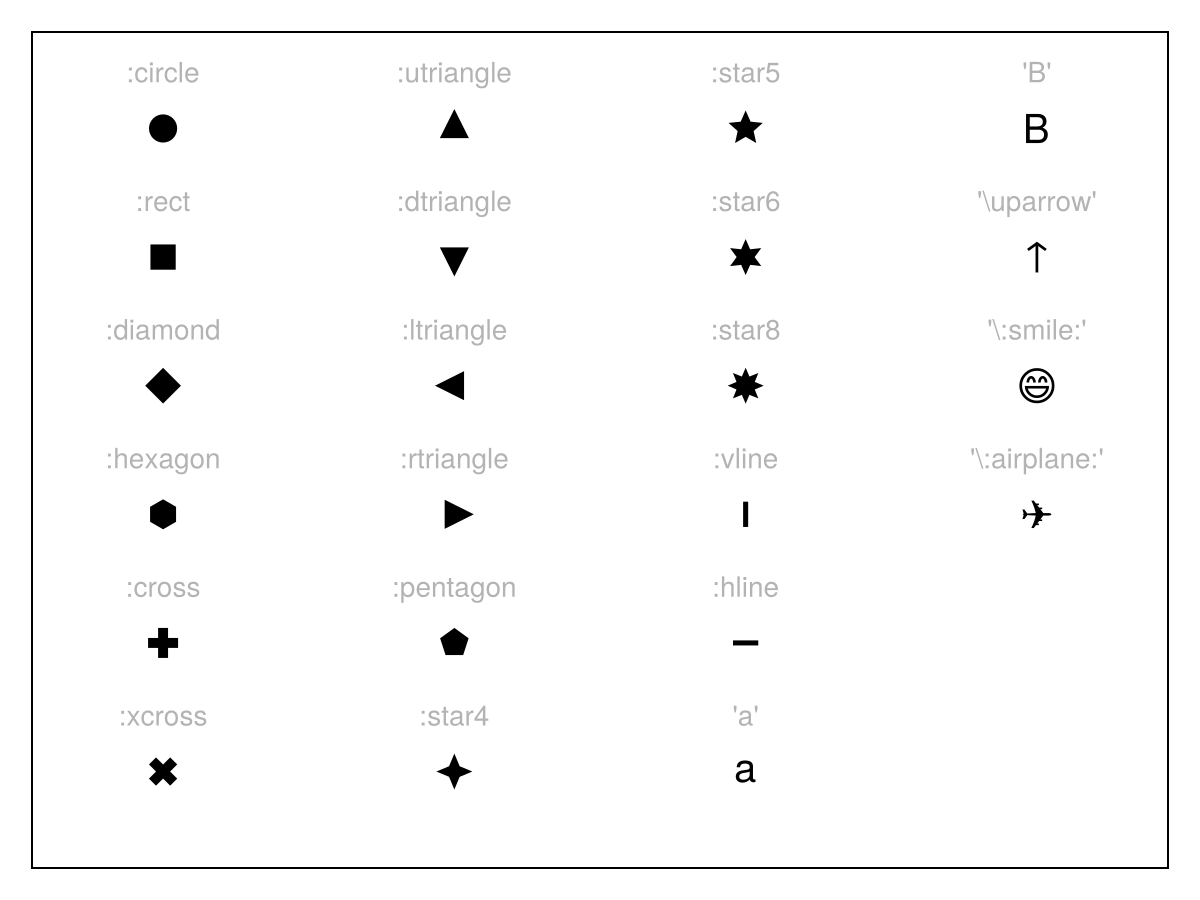 :circle :utriangle :star5 'B'
B
:rect :dtriangle :star6 '\uparrow'
↑
:diamond :ltriangle :star8 '\:smile:'
:hexagon :rtriangle :vline '\:airplane:'
:cross :pentagon :hline
:xcross :star4 'a'
a